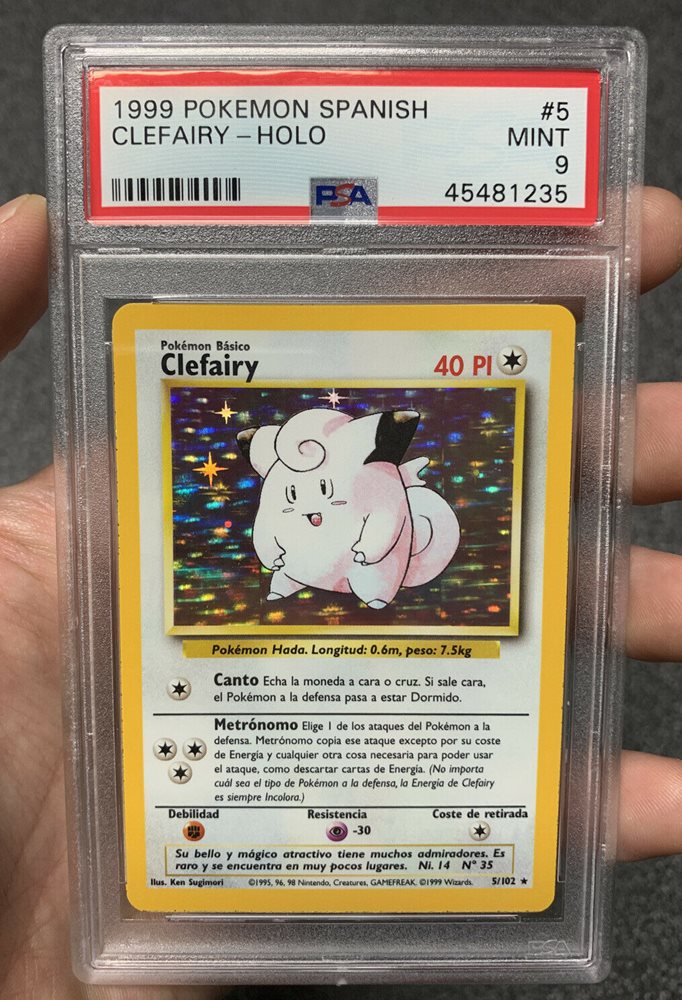 1999 POKEMON SPANISH #5
CLEFAIRY – HOLO MINT
9
PSA 45481235
Pokémon Básico
Clefairy 40 PI
Pokémon Hada. Longitud: 0.6m, peso: 7.5kg
Canto Echa la moneda a cara o cruz. Si sale cara,
el Pokémon a la defensa pasa a estar Dormido.
Metrónomo Elige 1 de los ataques del Pokémon a la
defensa. Metrónomo copia ese ataque excepto por su coste
de Energía y cualquier otra cosa necesaria para poder usar
el ataque, como descartar cartas de Energía. (No importa
cuál sea el tipo de Pokémon a la defensa, la Energía de Clefairy
es siempre Incolora.)
Debilidad Resistencia Coste de retirada
-30
Su bello y mágico atractivo tiene muchos admiradores. Es
raro y se encuentra en muy pocos lugares. Ni. 14 Nº 35
Ilus. Ken Sugimori ©1995, 96, 98 Nintendo, Creatures, GAMEFREAK. ©1999 Wizards. 5/102 ★
PSA